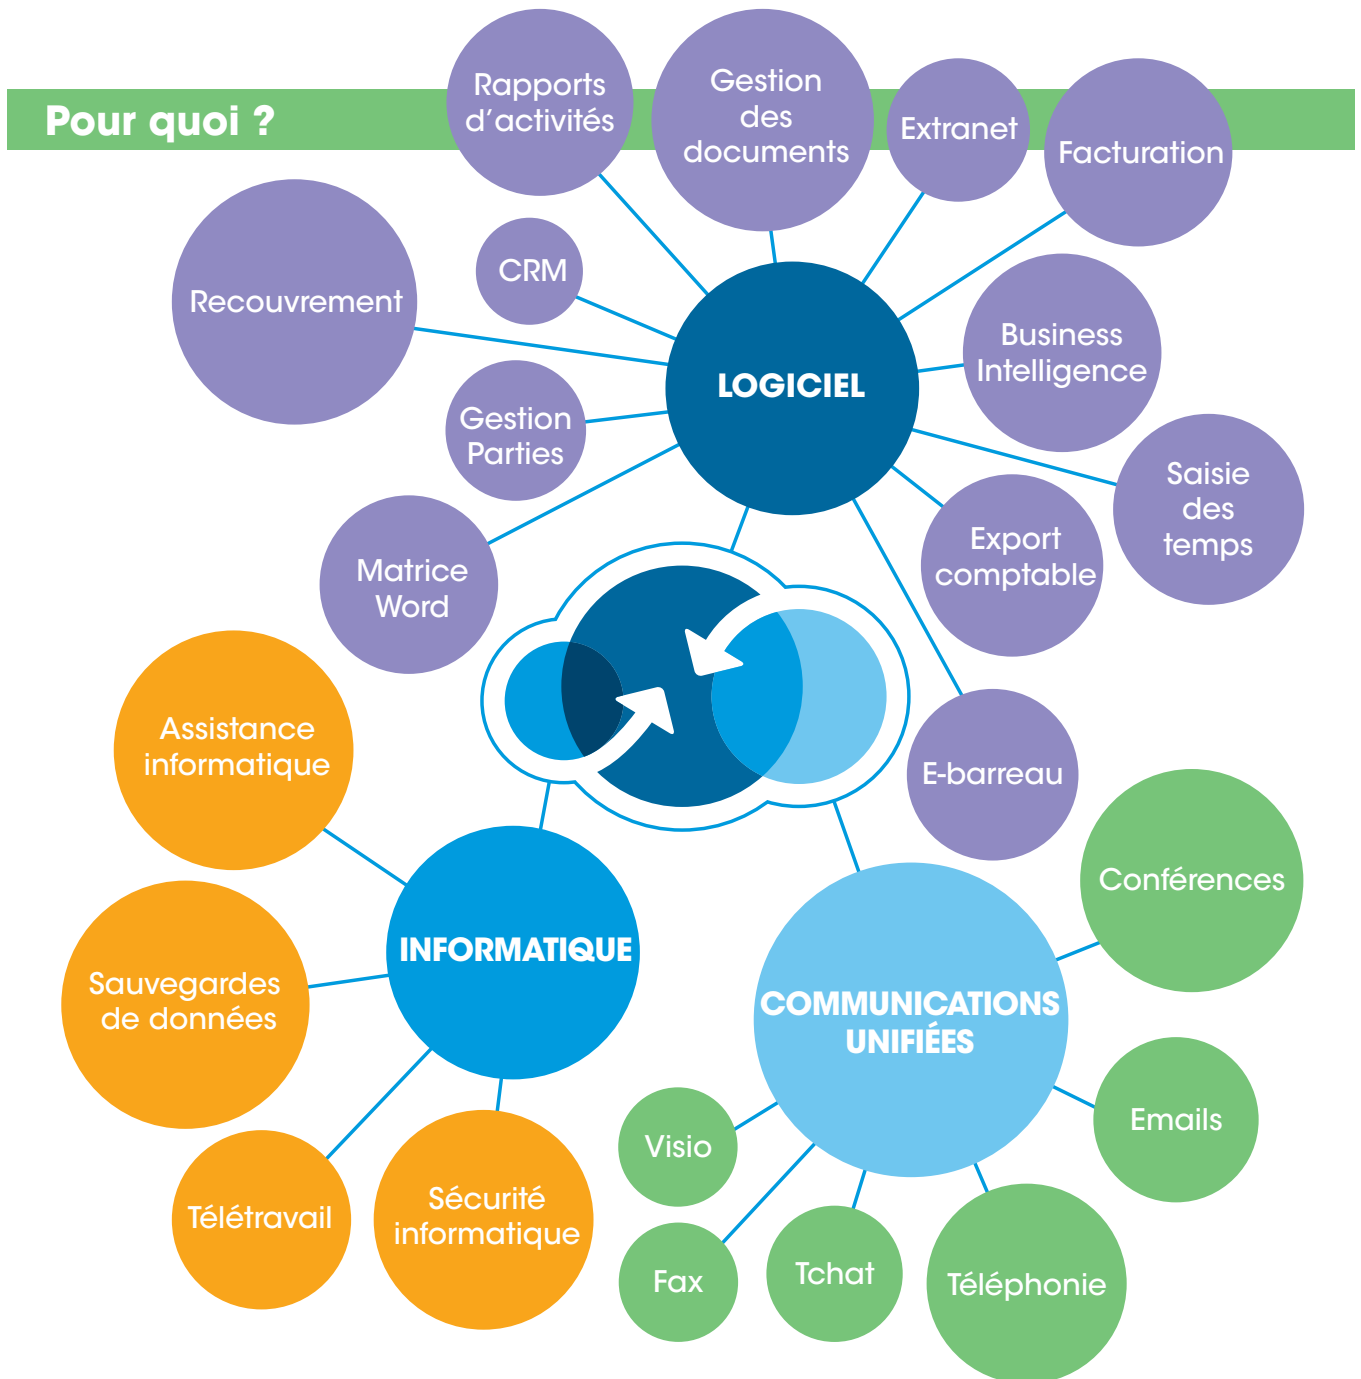 Pour quoi ?
Rapports
d'activités
Gestion
des
documents
Extranet
Facturation
CRM
Recouvrement
Business
Intelligence
LOGICIEL
Gestion
Parties
Saisie
des
temps
Export
comptable
Matrice
Word
Assistance
informatique
E-barreau
Conférences
INFORMATIQUE
Sauvegardes
de données
COMMUNICATIONS
UNIFIÉES
Emails
Visio
Télétravail
Sécurité
informatique
Fax
Tchat
Téléphonie